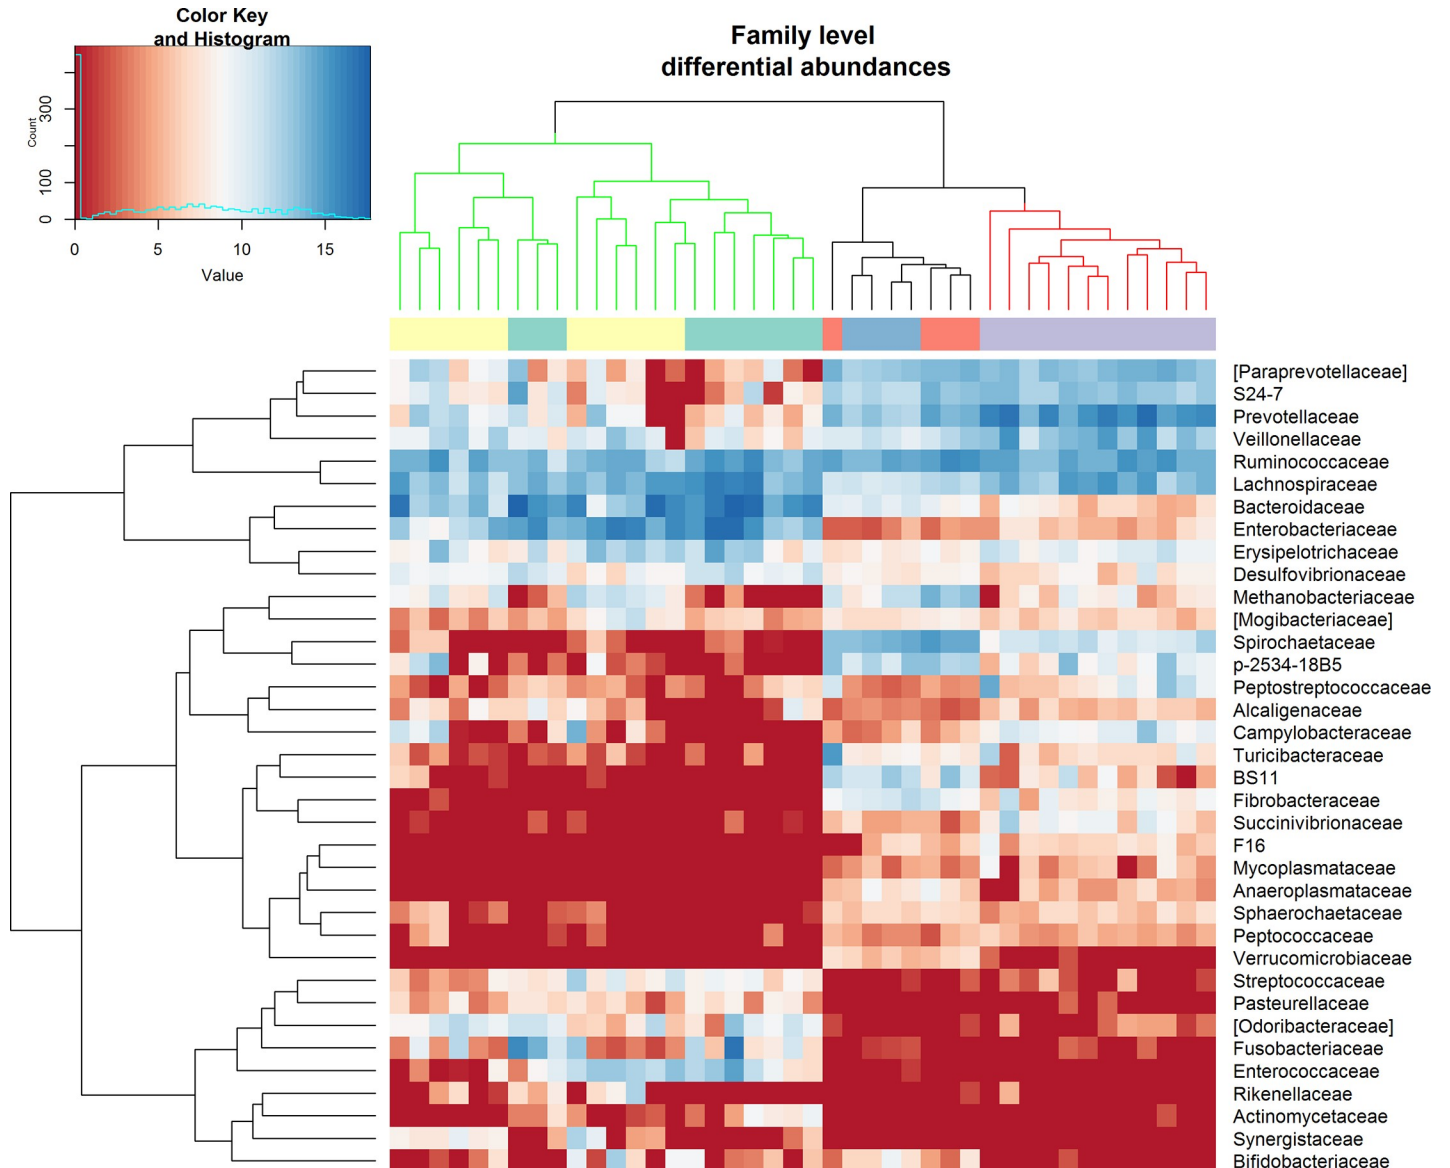 Color Key
and Histogram
Count
0
100
300
0
5
10
15
Value
Family level
differential abundances
[Paraprevotellaceae]
S24-7
Prevotellaceae
Veillonellaceae
Ruminococcaceae
Lachnospiraceae
Bacteroidaceae
Enterobacteriaceae
Erysipelotrichaceae
Desulfovibrionaceae
Methanobacteriaceae
[Mogibacteriaceae]
Spirochaetaceae
p-2534-18B5
Peptostreptococcaceae
Alcaligenaceae
Campylobacteraceae
Turicibacteraceae
BS11
Fibrobacteraceae
Succinivibrionaceae
F16
Mycoplasmataceae
Anaeroplasmataceae
Sphaerochaetaceae
Peptococcaceae
Verrucomicrobiaceae
Streptococcaceae
Pasteurellaceae
[Odoribacteraceae]
Fusobacteriaceae
Enterococcaceae
Rikenellaceae
Actinomycetaceae
Synergistaceae
Bifidobacteriaceae